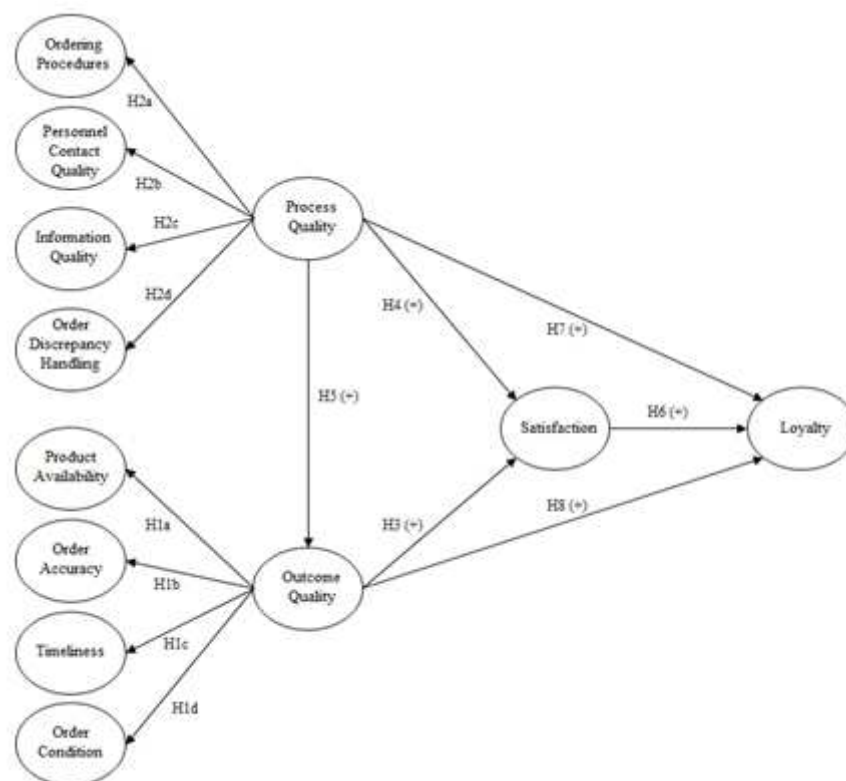 Ordering
Procedures
H2a
Personnel
Contact
Quality
H2b
Process
Quality
Information
Quality
H2c
H2d
Order
Discrepancy
Handling
H4 (+)
H7 (+)
H5 (+)
Satisfaction
H6 (+)
Loyalty
Product
Availability
H1a
H3 (+)
H8 (+)
Order
Accuracy
H1b
Outcome
Quality
Timeliness
H1c
H1d
Order
Condition